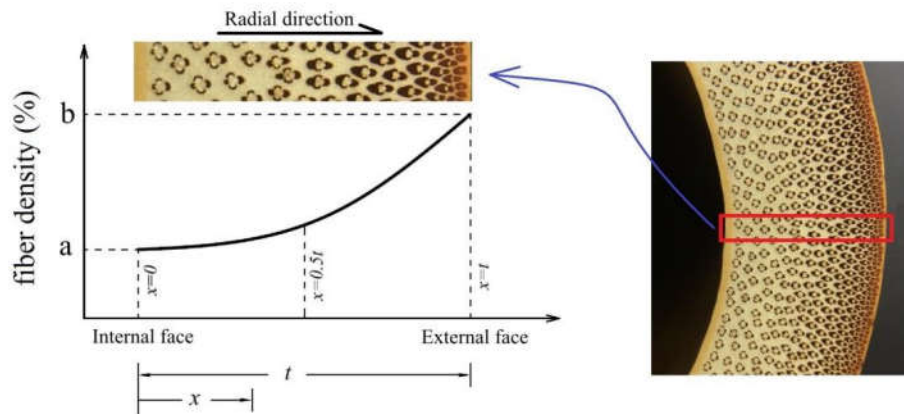 Radial direction
fiber density (%)
b
a
x=0
x=0.5t
x=t
Internal face
External face
t
x